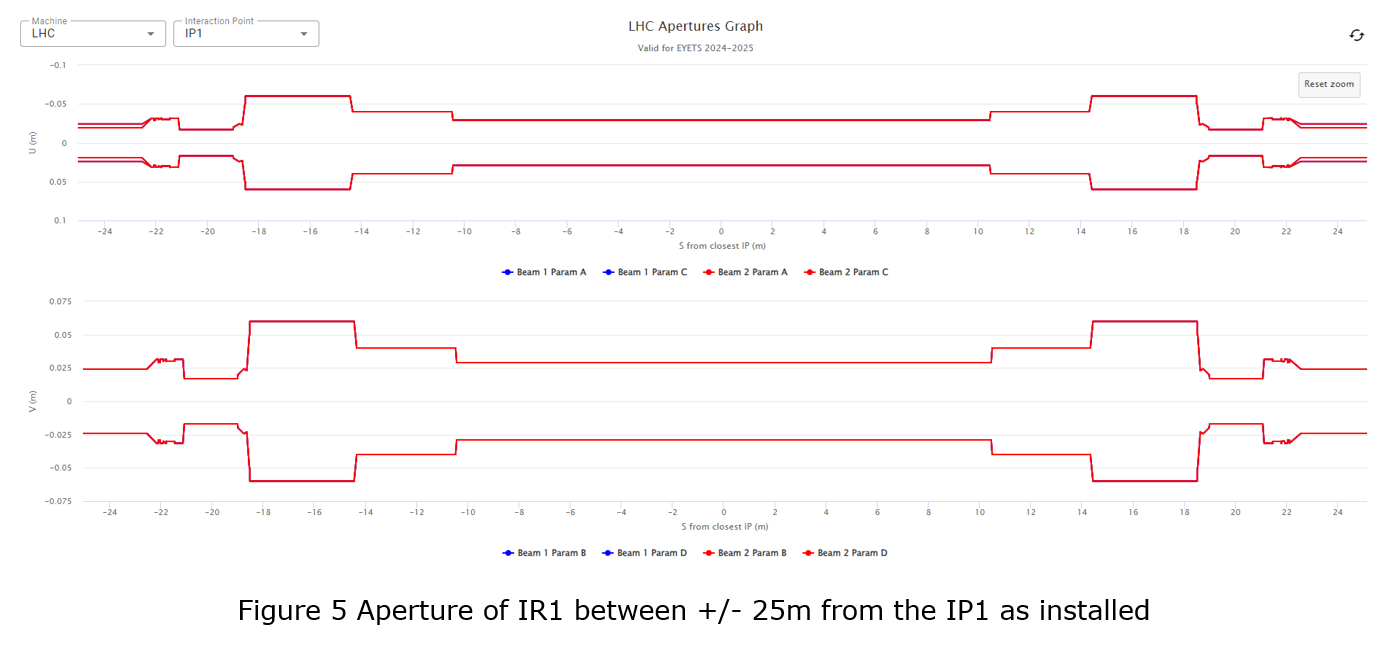 Machine
LHC
Interaction Point
IP1
LHC Apertures Graph
Valid for EYETS 2024-2025
Reset zoom
U (m)
-0.1
-0.05
0
0.05
0.1
-24 -22 -20 -18 -16 -14 -12 -10 -8 -6 -4 -2 0 2 4 6 8 10 12 14 16 18 20 22 24
S from closest IP (m)
Beam 1 Param A Beam 1 Param C Beam 2 Param A Beam 2 Param C
V (m)
0.075
0.05
0.025
0
-0.025
-0.05
-0.075
-24 -22 -20 -18 -16 -14 -12 -10 -8 -6 -4 -2 0 2 4 6 8 10 12 14 16 18 20 22 24
S from closest IP (m)
Beam 1 Param B Beam 1 Param D Beam 2 Param B Beam 2 Param D
Figure 5 Aperture of IR1 between +/- 25m from the IP1 as installed